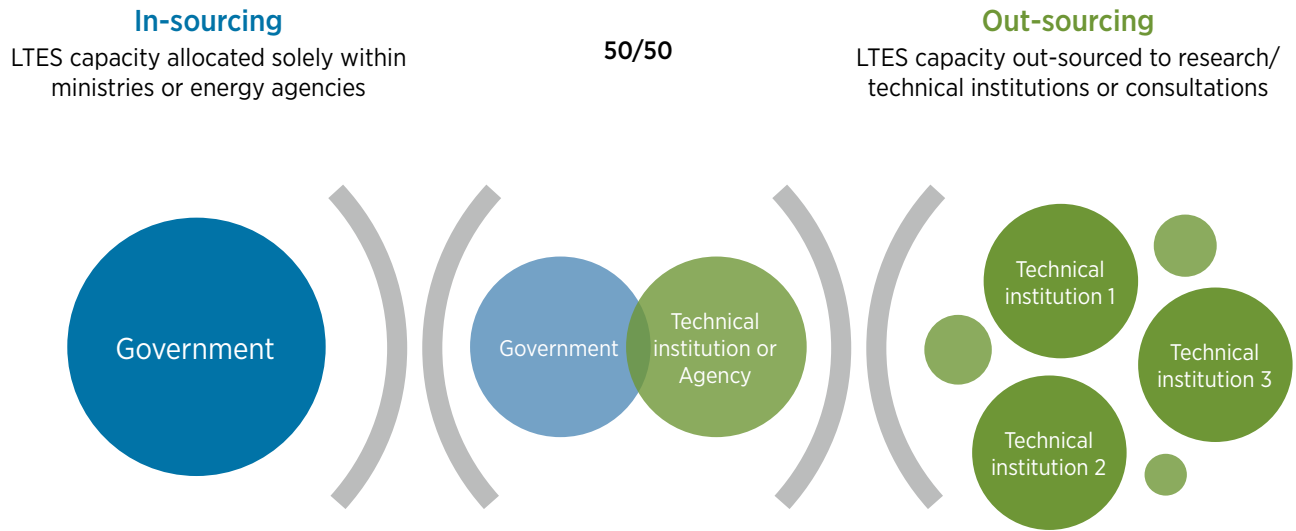 In-sourcing
LTES capacity allocated solely within
ministries or energy agencies
50/50
Out-sourcing
LTES capacity out-sourced to research/
technical institutions or consultations
Government
Government
Technical
institution or
Agency
Technical
institution 1
Technical
institution 3
Technical
institution 2